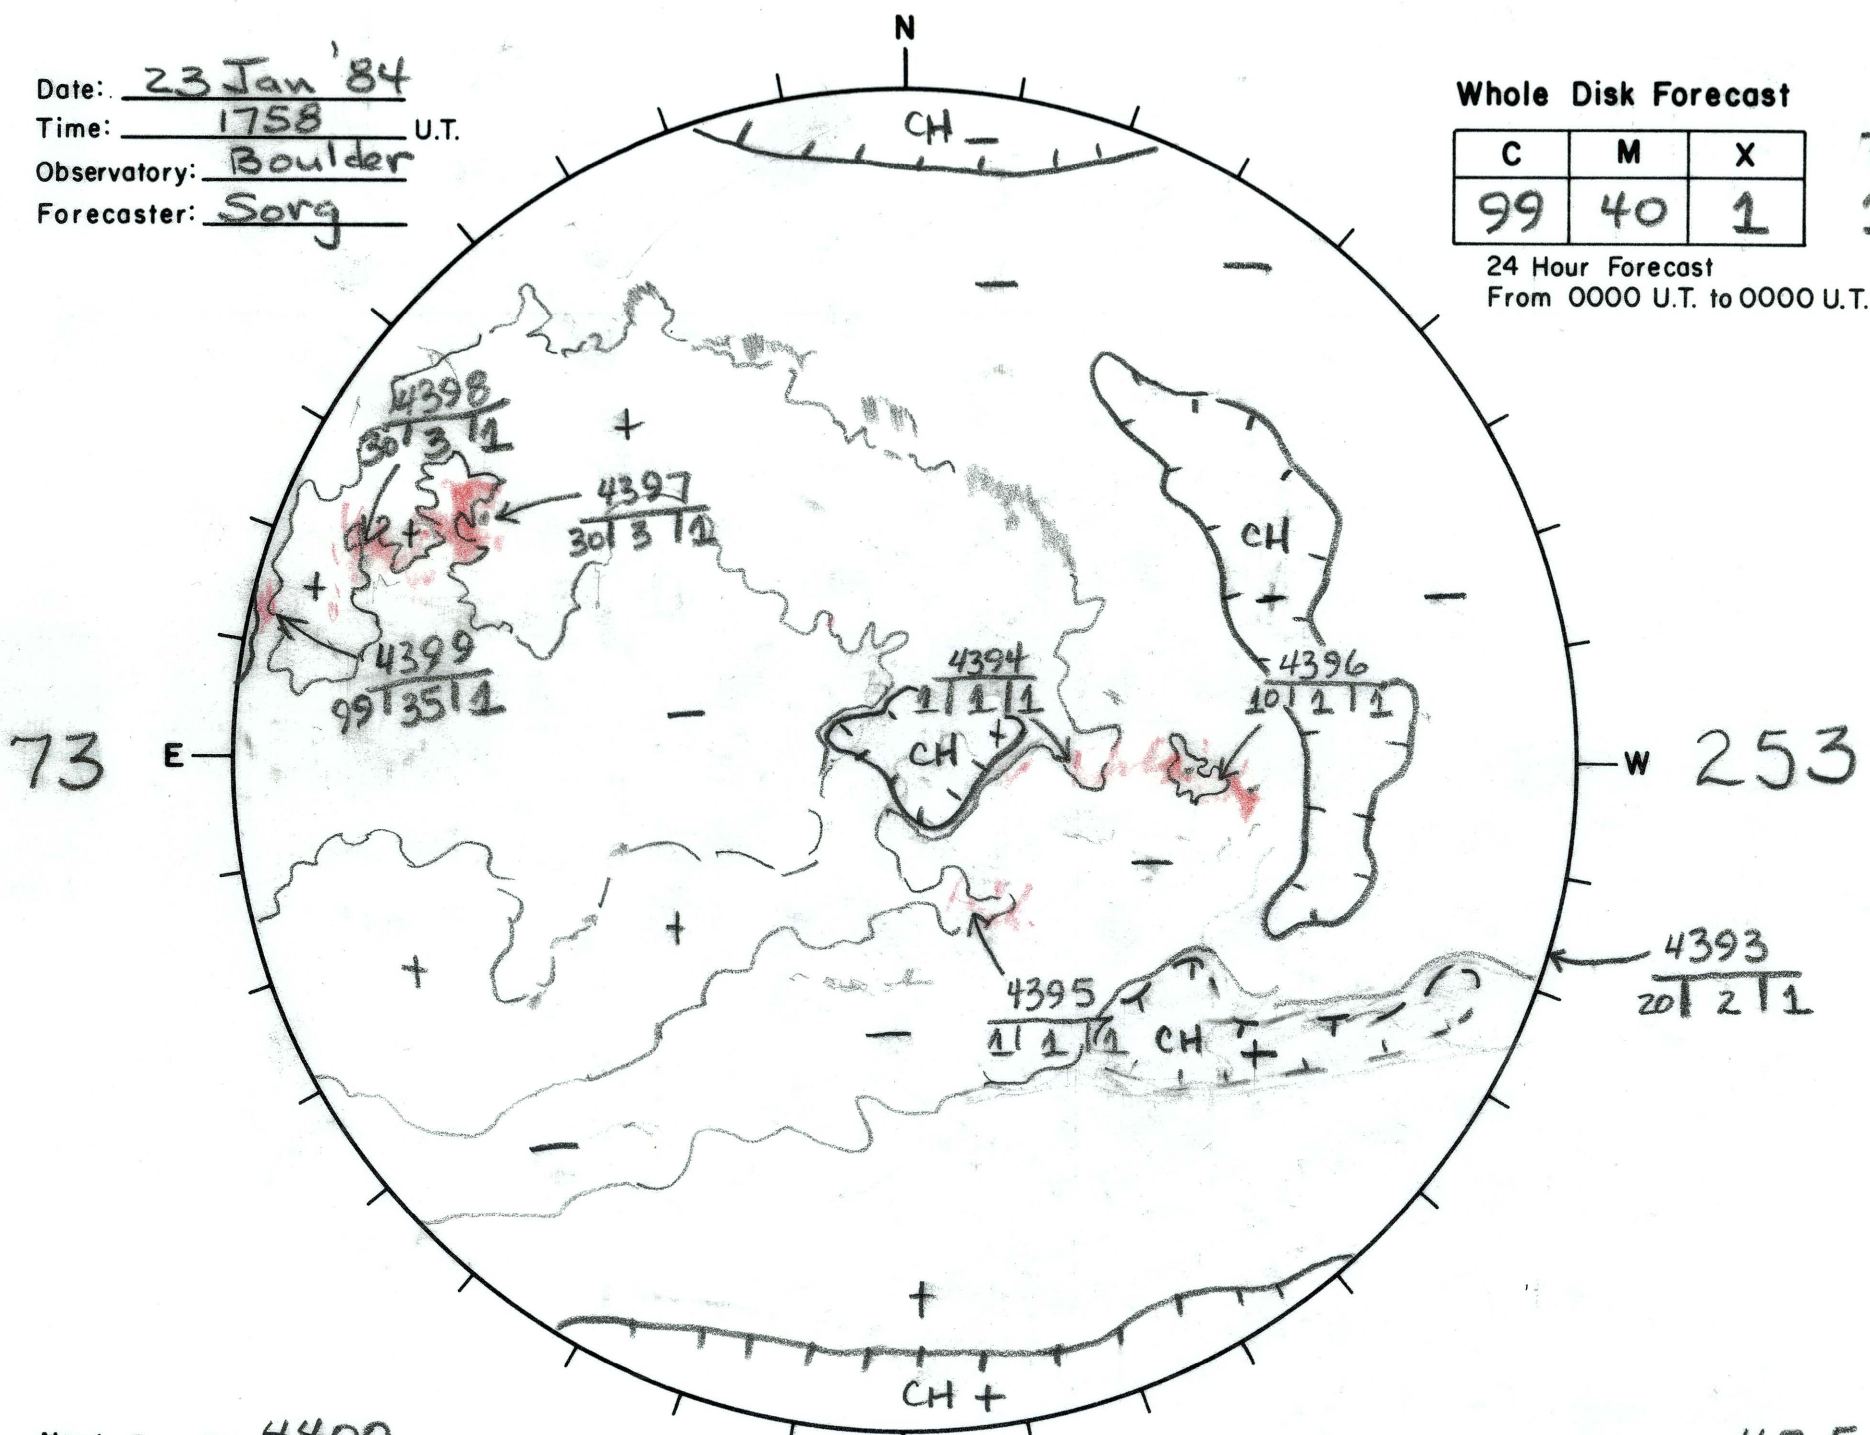 N
Date: 23 Jan '84
Time: 1758 U.T.
Observatory: Boulder
Forecaster: Sorg
Whole Disk Forecast
C M X
99 40 1
24 Hour Forecast
From 0000 U.T. to 0000 U.T.
CH −
−
−
4398
30 3 1
+
4397
30 3 1
+
+
CH
+
−
4399
99 35 1
4394
1 1 1
4396
10 1 1
−
+
CH
73 E
W 253
−
+
+
4393
20 2 1
4395
1 1 1
−
CH +
−
+
CH +
4400